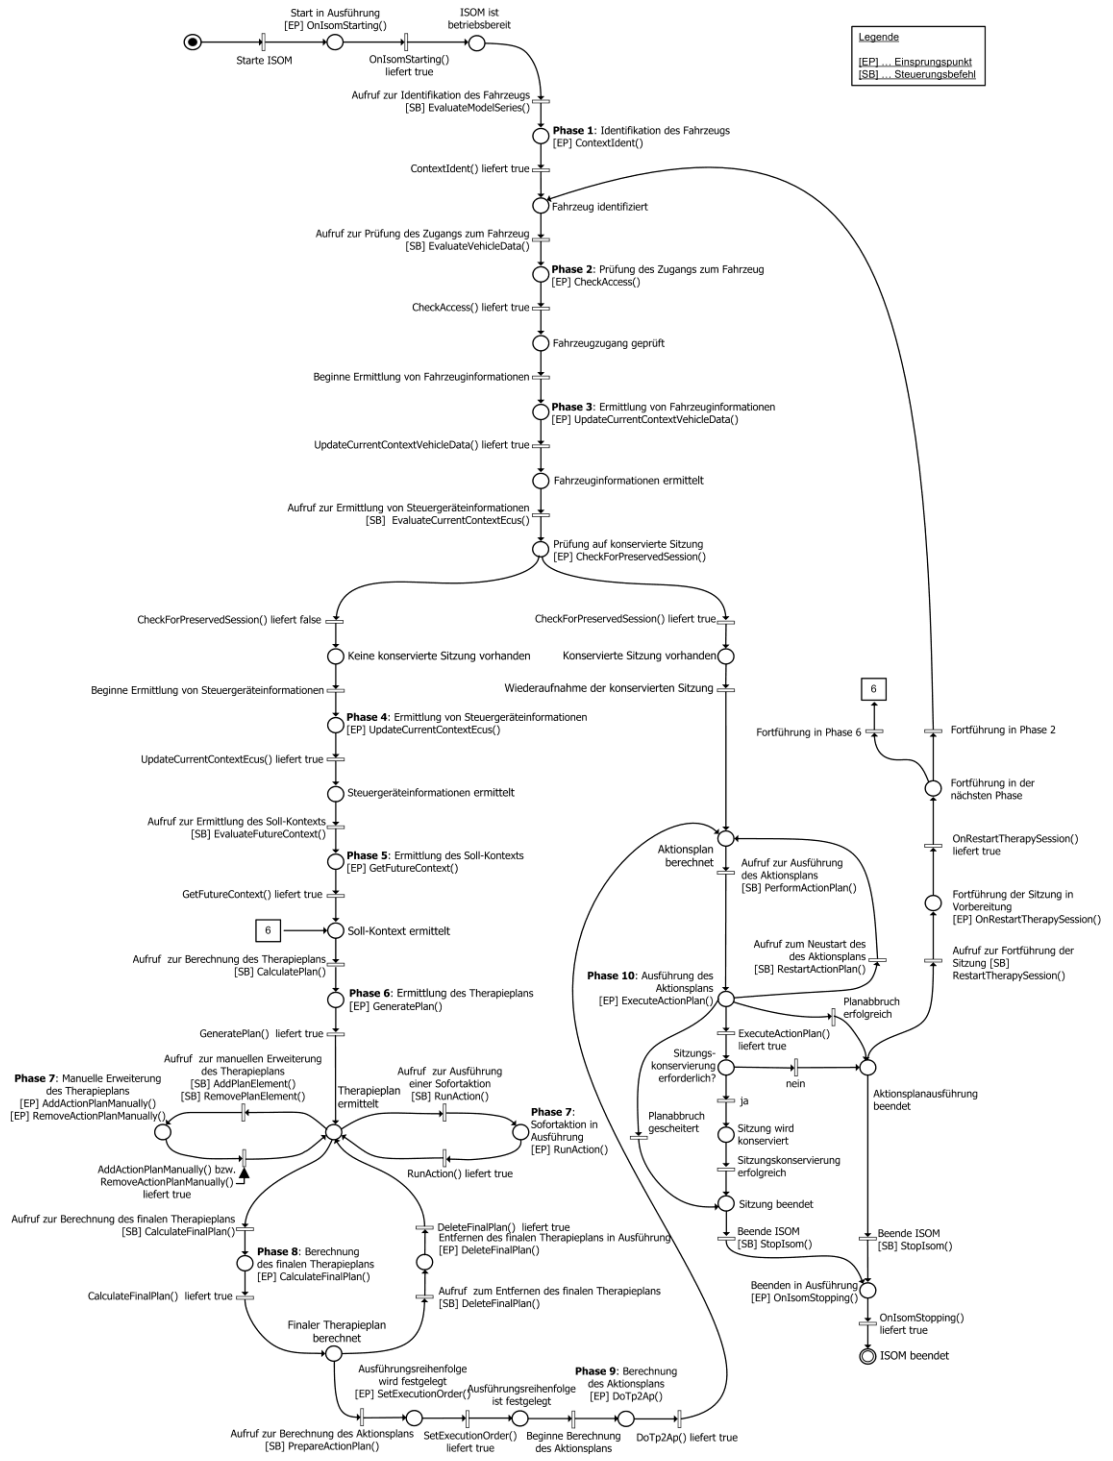 Start in Ausführung
[EP] OnIsomStarting()
ISOM ist
betriebsbereit
Legende
[EP] ... Einsprungspunkt
[SB] ... Steuerungsbefehl
Starte ISOM
OnIsomStarting()
liefert true
Aufruf zur Identifikation des Fahrzeugs
[SB] EvaluateModelSeries()
Phase 1: Identifikation des Fahrzeugs
[EP] ContextIdent()
ContextIdent() liefert true
Fahrzeug identifiziert
Aufruf zur Prüfung des Zugangs zum Fahrzeug
[SB] EvaluateVehicleData()
Phase 2: Prüfung des Zugangs zum Fahrzeug
[EP] CheckAccess()
CheckAccess() liefert true
Fahrzeugzugang geprüft
Beginne Ermittlung von Fahrzeuginformationen
Phase 3: Ermittlung von Fahrzeuginformationen
[EP] UpdateCurrentContextVehicleData()
UpdateCurrentContextVehicleData() liefert true
Fahrzeuginformationen ermittelt
Aufruf zur Ermittlung von Steuergeräteinformationen
[SB] EvaluateCurrentContextEcus()
Prüfung auf konservierte Sitzung
[EP] CheckForPreservedSession()
CheckForPreservedSession() liefert false
CheckForPreservedSession() liefert true
Keine konservierte Sitzung vorhanden
Konservierte Sitzung vorhanden
Beginne Ermittlung von Steuergeräteinformationen
Wiederaufnahme der konservierten Sitzung
6
Phase 4: Ermittlung von Steuergeräteinformationen
[EP] UpdateCurrentContextEcus()
Fortführung in Phase 6
Fortführung in Phase 2
UpdateCurrentContextEcus() liefert true
Steuergeräteinformationen ermittelt
Fortführung in der
nächsten Phase
Aufruf zur Ermittlung des Soll-Kontexts
[SB] EvaluateFutureContext()
Aktionsplan
berechnet
OnRestartTherapySession()
liefert true
Phase 5: Ermittlung des Soll-Kontexts
[EP] GetFutureContext()
Aufruf zur Ausführung
des Aktionsplans
[SB] PerformActionPlan()
GetFutureContext() liefert true
Fortführung der Sitzung in
Vorbereitung
[EP] OnRestartTherapySession()
6
Soll-Kontext ermittelt
Aufruf zur Berechnung des Therapieplans
[SB] CalculatePlan()
Aufruf zum Neustart des
des Aktionsplans
[SB] RestartActionPlan()
Aufruf zur Fortführung der
Sitzung [SB]
RestartTherapySession()
Phase 6: Ermittlung des Therapieplans
[EP] GeneratePlan()
Phase 10: Ausführung des
Aktionsplans
[EP] ExecuteActionPlan()
Planabbruch
erfolgreich
GeneratePlan() liefert true
ExecuteActionPlan()
liefert true
Aufruf zur manuellen Erweiterung
des Therapieplans
[SB] AddPlanElement()
[SB] RemovePlanElement()
Aufruf zur Ausführung
einer Sofortaktion
[SB] RunAction()
Sitzungs-
konservierung
erforderlich?
nein
Phase 7: Manuelle Erweiterung
des Therapieplans
[EP] AddActionPlanManually()
[EP] RemoveActionPlanManually()
Therapieplan
ermittelt
Aktionsplanausführung
beendet
ja
Phase 7:
Sofortaktion in
Ausführung
[EP] RunAction()
Planabbruch
gescheitert
Sitzung wird
konserviert
AddActionPlanManually() bzw.
RemoveActionPlanManually()
liefert true
RunAction() liefert true
Sitzungskonservierung
erfolgreich
Sitzung beendet
Aufruf zur Berechnung des finalen Therapieplans
[SB] CalculateFinalPlan()
DeleteFinalPlan() liefert true
Entfernen des finalen Therapieplans in Ausführung
[EP] DeleteFinalPlan()
Beende ISOM
[SB] StopIsom()
Beende ISOM
[SB] StopIsom()
Phase 8: Berechnung
des finalen Therapieplans
[EP] CalculateFinalPlan()
Beenden in Ausführung
[EP] OnIsomStopping()
CalculateFinalPlan() liefert true
Aufruf zum Entfernen des finalen Therapieplans
[SB] DeleteFinalPlan()
Finaler Therapieplan
berechnet
OnIsomStopping()
liefert true
ISOM beendet
Ausführungsreihenfolge
wird festgelegt
[EP] SetExecutionOrder()
Ausführungsreihenfolge
ist festgelegt
Phase 9: Berechnung
des Aktionsplans
[EP] DoTp2Ap()
Aufruf zur Berechnung des Aktionsplans
[SB] PrepareActionPlan()
SetExecutionOrder()
liefert true
Beginne Berechnung
des Aktionsplans
DoTp2Ap() liefert true